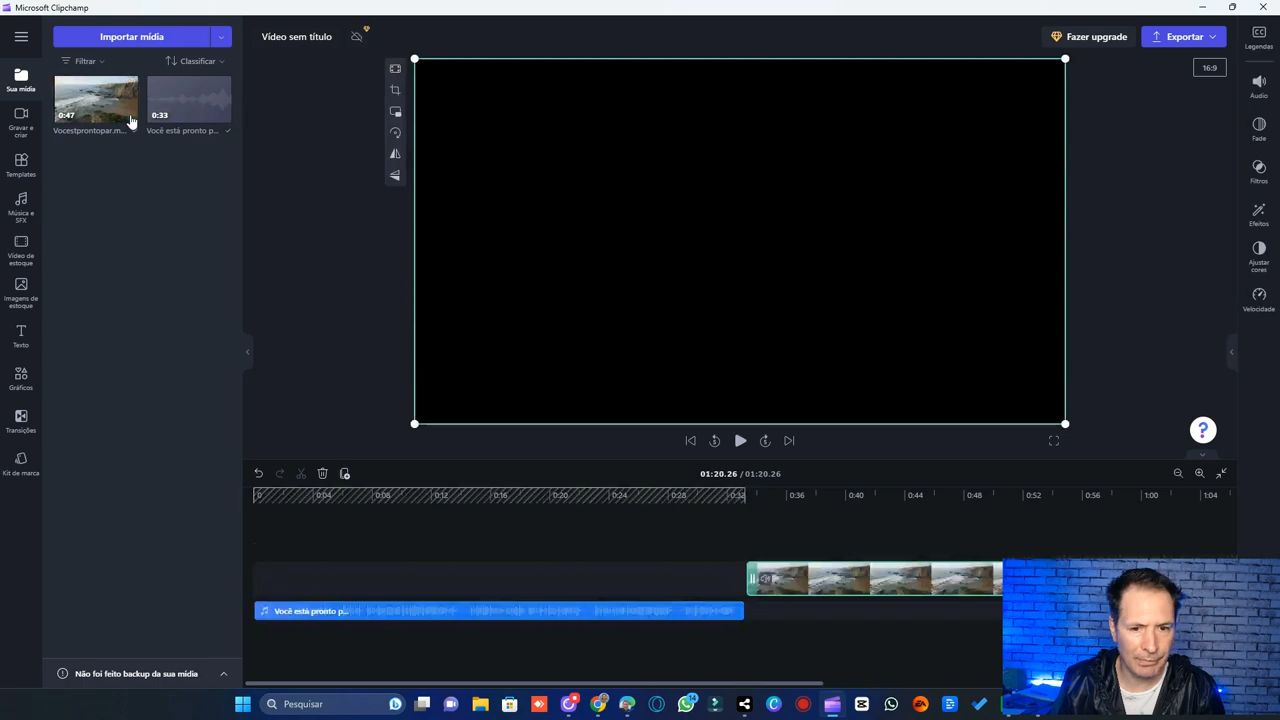 Microsoft Clipchamp
Importar mídia
Vídeo sem título
Fazer upgrade
Exportar
Legendas
Filtrar
Classificar
16:9
Sua mídia
0:47
0:33
Vocestprontopar.m...
Você está pronto p...
Áudio
Gravar e
criar
Fade
Templates
Filtros
Música e
SFX
Efeitos
Vídeo de
estoque
Ajustar
cores
Imagens de
estoque
Velocidade
Texto
Gráficos
Transições
5
5
?
Kit de marca
01:20.26 / 01:20.26
0 0:04 0:08 0:12 0:16 0:20 0:24 0:28 0:32 0:36 0:40 0:44 0:48 0:52 0:56 1:00 1:04
Você está pronto p...
Não foi feito backup da sua mídia
Pesquisar
14
EA